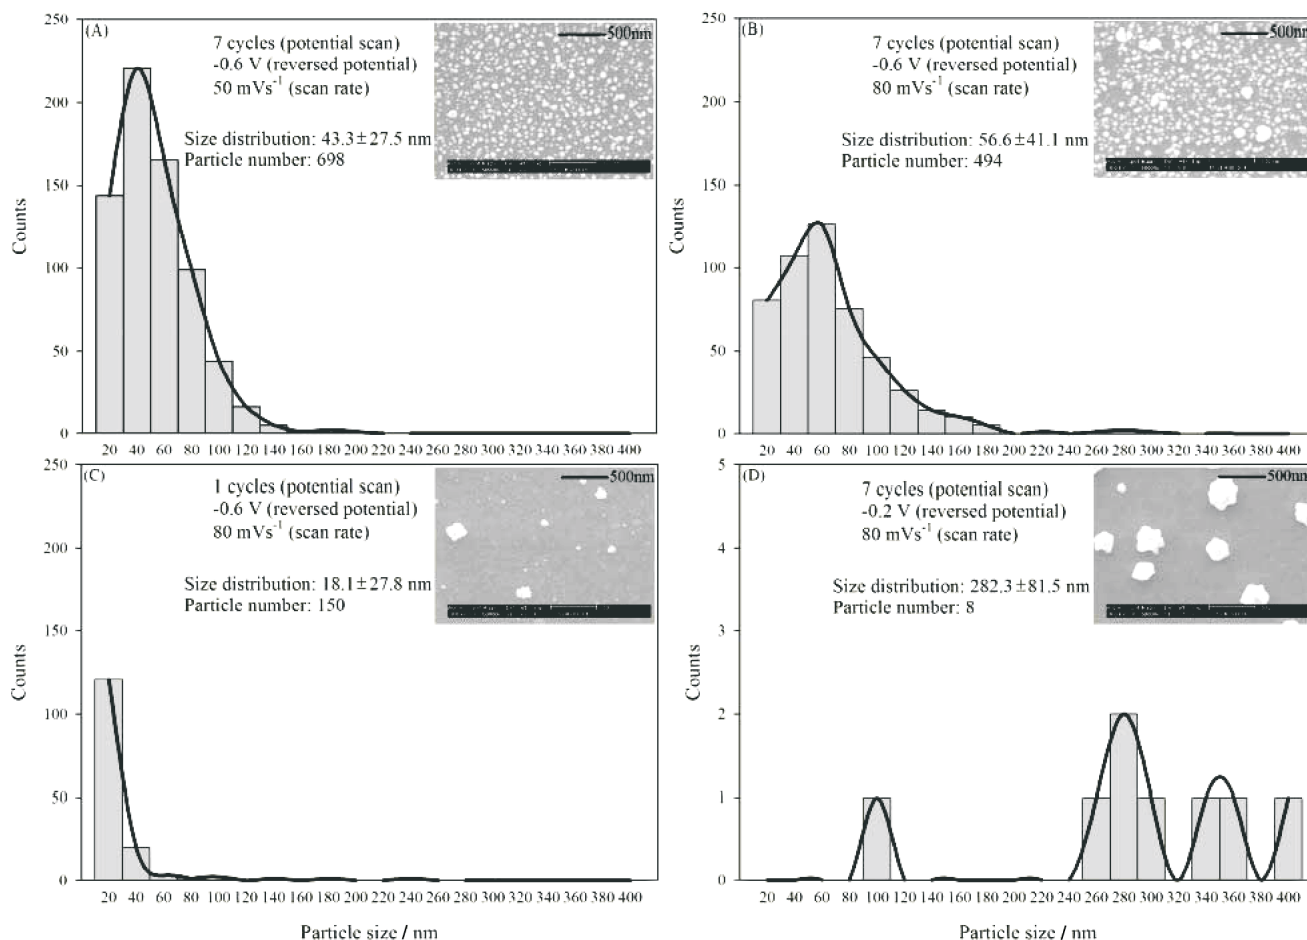 (A)
7 cycles (potential scan)
-0.6 V (reversed potential)
50 mVs⁻¹ (scan rate)
Size distribution: 43.3±27.5 nm
Particle number: 698
500nm
Counts
250
200
150
100
50
0
20 40 60 80 100 120 140 160 180 200 220 240 260 280 300 320 340 360 380 400
(B)
7 cycles (potential scan)
-0.6 V (reversed potential)
80 mVs⁻¹ (scan rate)
Size distribution: 56.6±41.1 nm
Particle number: 494
500nm
Counts
250
200
150
100
50
0
20 40 60 80 100 120 140 160 180 200 220 240 260 280 300 320 340 360 380 400
(C)
1 cycles (potential scan)
-0.6 V (reversed potential)
80 mVs⁻¹ (scan rate)
Size distribution: 18.1±27.8 nm
Particle number: 150
500nm
Counts
250
200
150
100
50
0
20 40 60 80 100 120 140 160 180 200 220 240 260 280 300 320 340 360 380 400
Particle size / nm
(D)
7 cycles (potential scan)
-0.2 V (reversed potential)
80 mVs⁻¹ (scan rate)
Size distribution: 282.3±81.5 nm
Particle number: 8
500nm
Counts
5
4
3
2
1
0
20 40 60 80 100 120 140 160 180 200 220 240 260 280 300 320 340 360 380 400
Particle size / nm